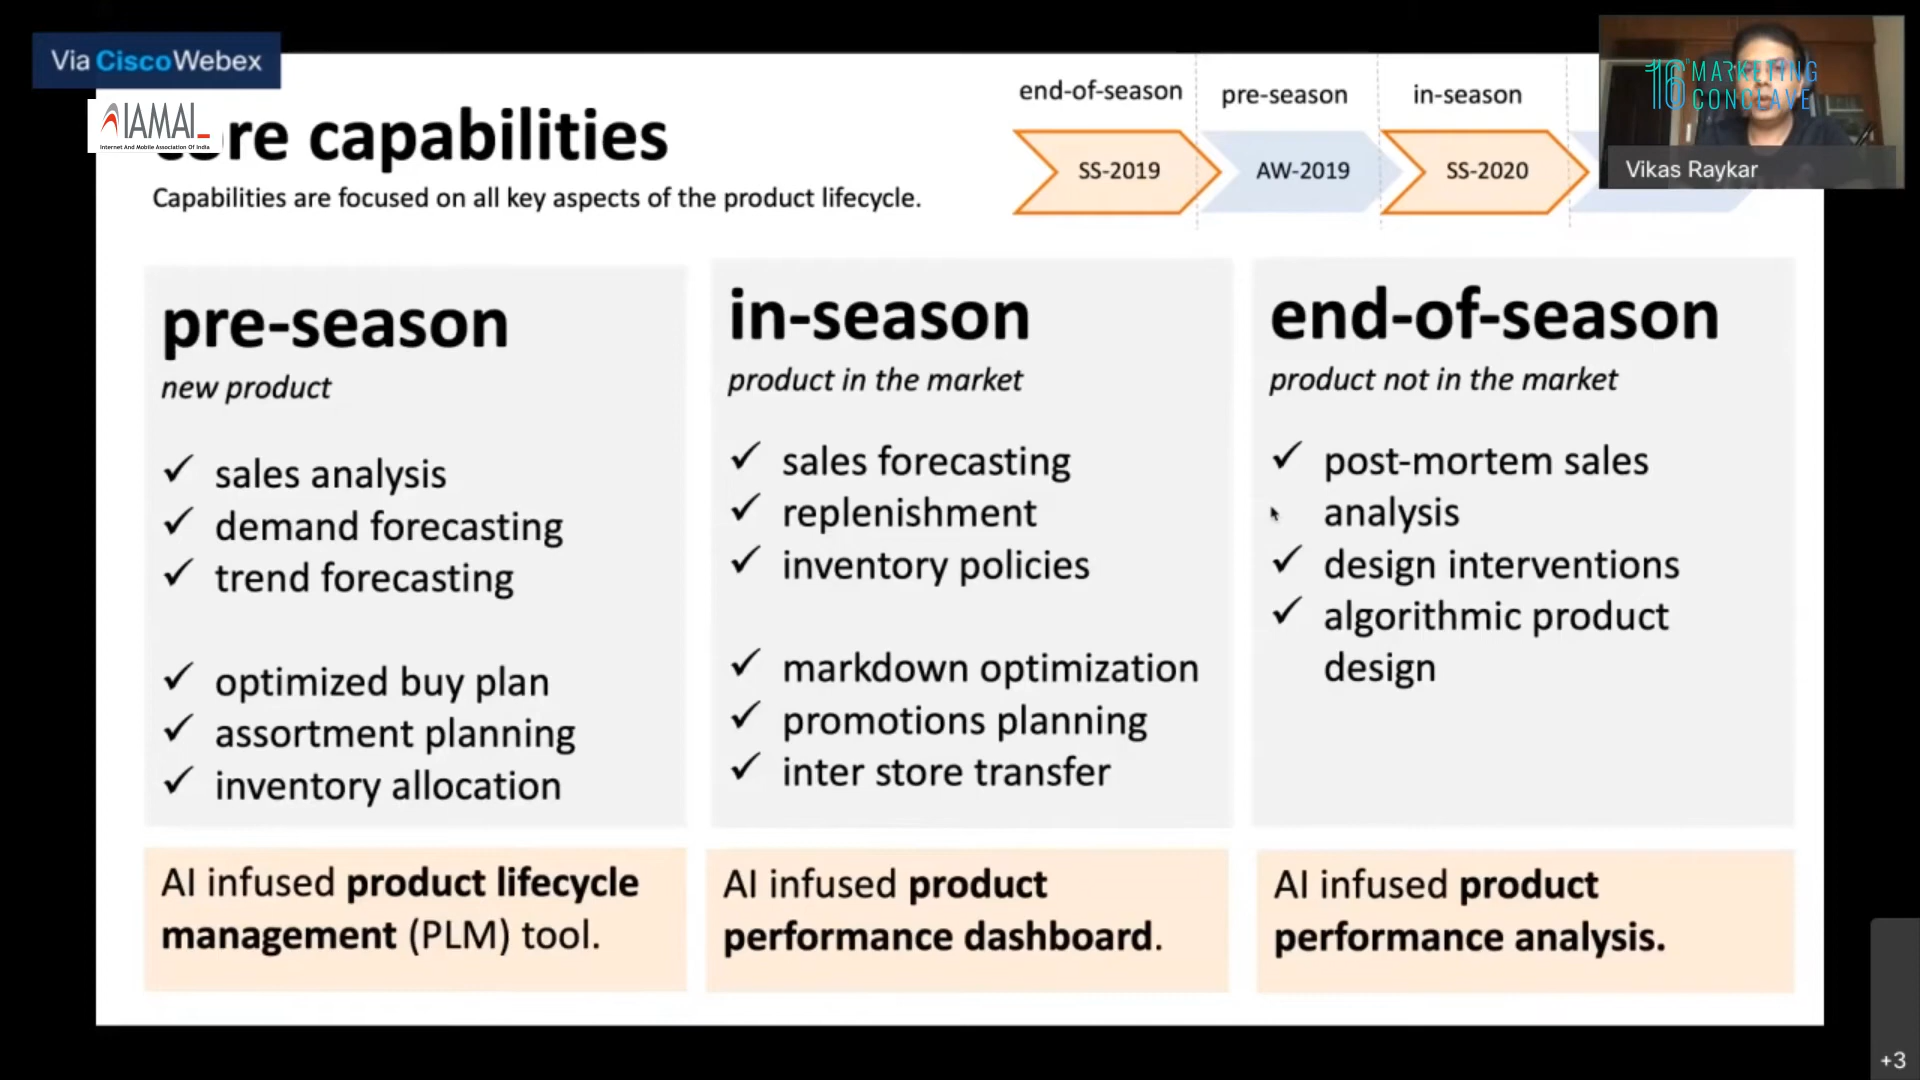 Via CiscoWebex
IAMAI
Internet And Mobile Association Of India
re capabilities
Capabilities are focused on all key aspects of the product lifecycle.
end-of-season
pre-season
in-season
SS-2019
AW-2019
SS-2020
16th MARKETING
CONCLAVE
Vikas Raykar
pre-season
new product
✓ sales analysis
✓ demand forecasting
✓ trend forecasting
✓ optimized buy plan
✓ assortment planning
✓ inventory allocation
AI infused product lifecycle
management (PLM) tool.
in-season
product in the market
✓ sales forecasting
✓ replenishment
✓ inventory policies
✓ markdown optimization
✓ promotions planning
✓ inter store transfer
AI infused product
performance dashboard.
end-of-season
product not in the market
✓ post-mortem sales
analysis
✓ design interventions
✓ algorithmic product
design
AI infused product
performance analysis.
+3